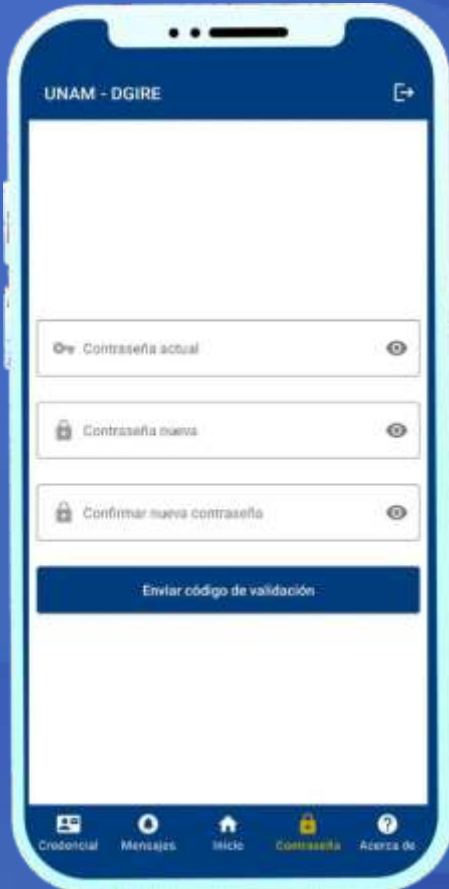 UNAM - DGIRE
Contraseña actual
Contraseña nueva
Confirmar nueva contraseña
Enviar código de validación
Credencial Mensajes Inicio Contraseña Acerca de